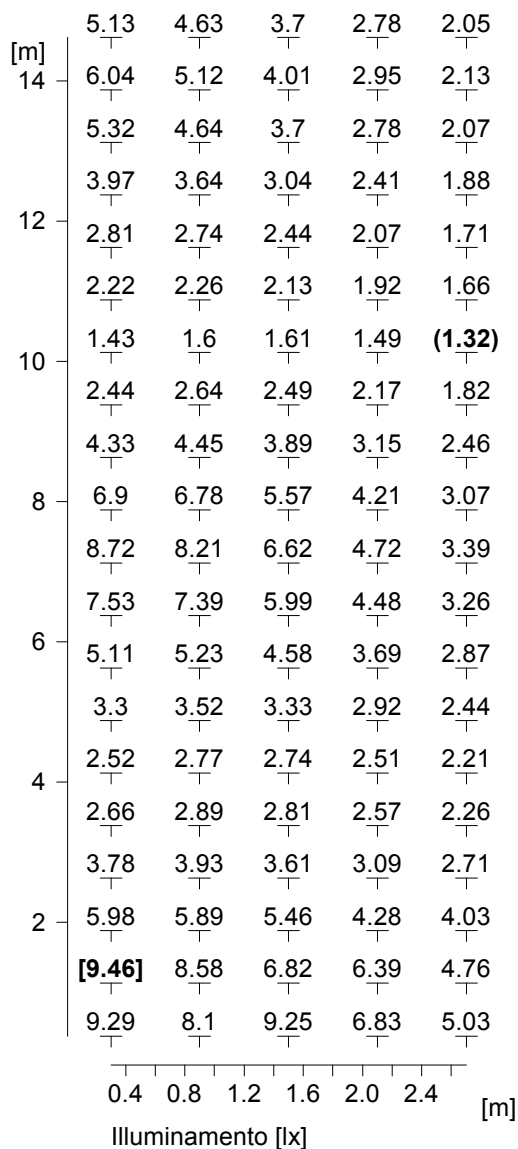 5.13 4.63 3.7 2.78 2.05
[m]
14 6.04 5.12 4.01 2.95 2.13
5.32 4.64 3.7 2.78 2.07
3.97 3.64 3.04 2.41 1.88
12
2.81 2.74 2.44 2.07 1.71
2.22 2.26 2.13 1.92 1.66
1.43 1.6 1.61 1.49 (1.32)
10
2.44 2.64 2.49 2.17 1.82
4.33 4.45 3.89 3.15 2.46
8 6.9 6.78 5.57 4.21 3.07
8.72 8.21 6.62 4.72 3.39
7.53 7.39 5.99 4.48 3.26
6
5.11 5.23 4.58 3.69 2.87
3.3 3.52 3.33 2.92 2.44
2.52 2.77 2.74 2.51 2.21
4
2.66 2.89 2.81 2.57 2.26
3.78 3.93 3.61 3.09 2.71
2 5.98 5.89 5.46 4.28 4.03
[9.46] 8.58 6.82 6.39 4.76
9.29 8.1 9.25 6.83 5.03
0.4 0.8 1.2 1.6 2.0 2.4
[m]
Illuminamento [lx]